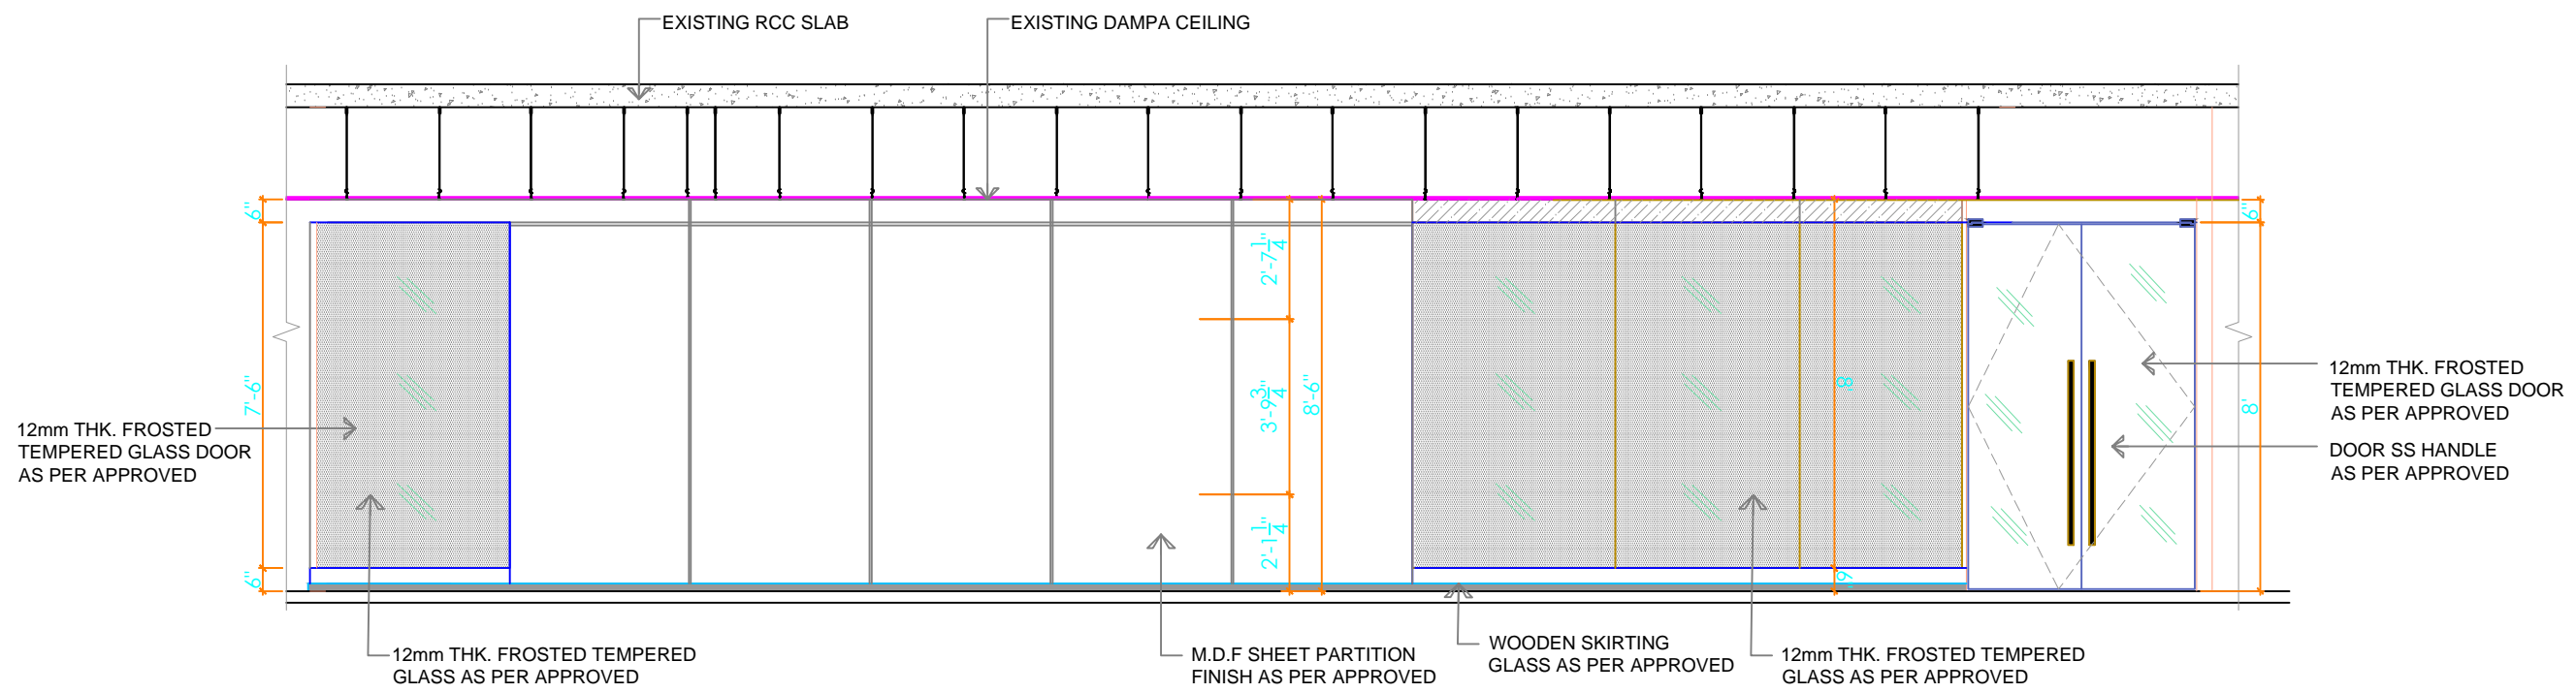 EXISTING RCC SLAB
EXISTING DAMPA CEILING
6"
7'-6"
6"
2'-7 1/4"
3'-9 3/4"
2'-1 1/4"
8'-6"
8'
6"
6"
8'
12mm THK. FROSTED
TEMPERED GLASS DOOR
AS PER APPROVED
12mm THK. FROSTED
TEMPERED GLASS DOOR
AS PER APPROVED
DOOR SS HANDLE
AS PER APPROVED
12mm THK. FROSTED TEMPERED
GLASS AS PER APPROVED
M.D.F SHEET PARTITION
FINISH AS PER APPROVED
WOODEN SKIRTING
GLASS AS PER APPROVED
12mm THK. FROSTED TEMPERED
GLASS AS PER APPROVED